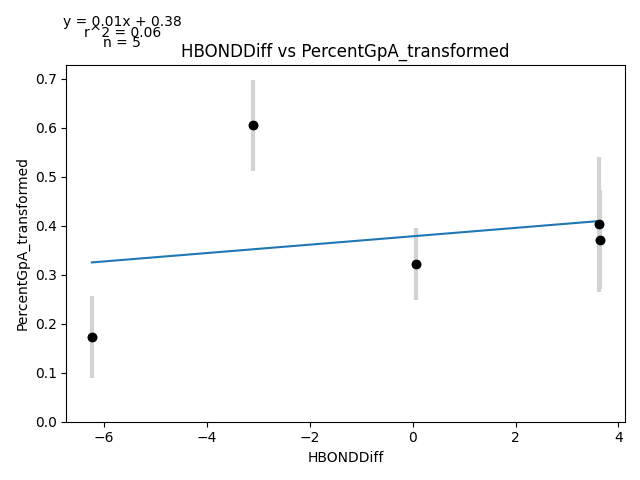 y = 0.01x + 0.38
r^2 = 0.06
n = 5
HBONDDiff vs PercentGpA_transformed
PercentGpA_transformed
0.7
0.6
0.5
0.4
0.3
0.2
0.1
0.0
−6
−4
−2
0
2
4
HBONDDiff